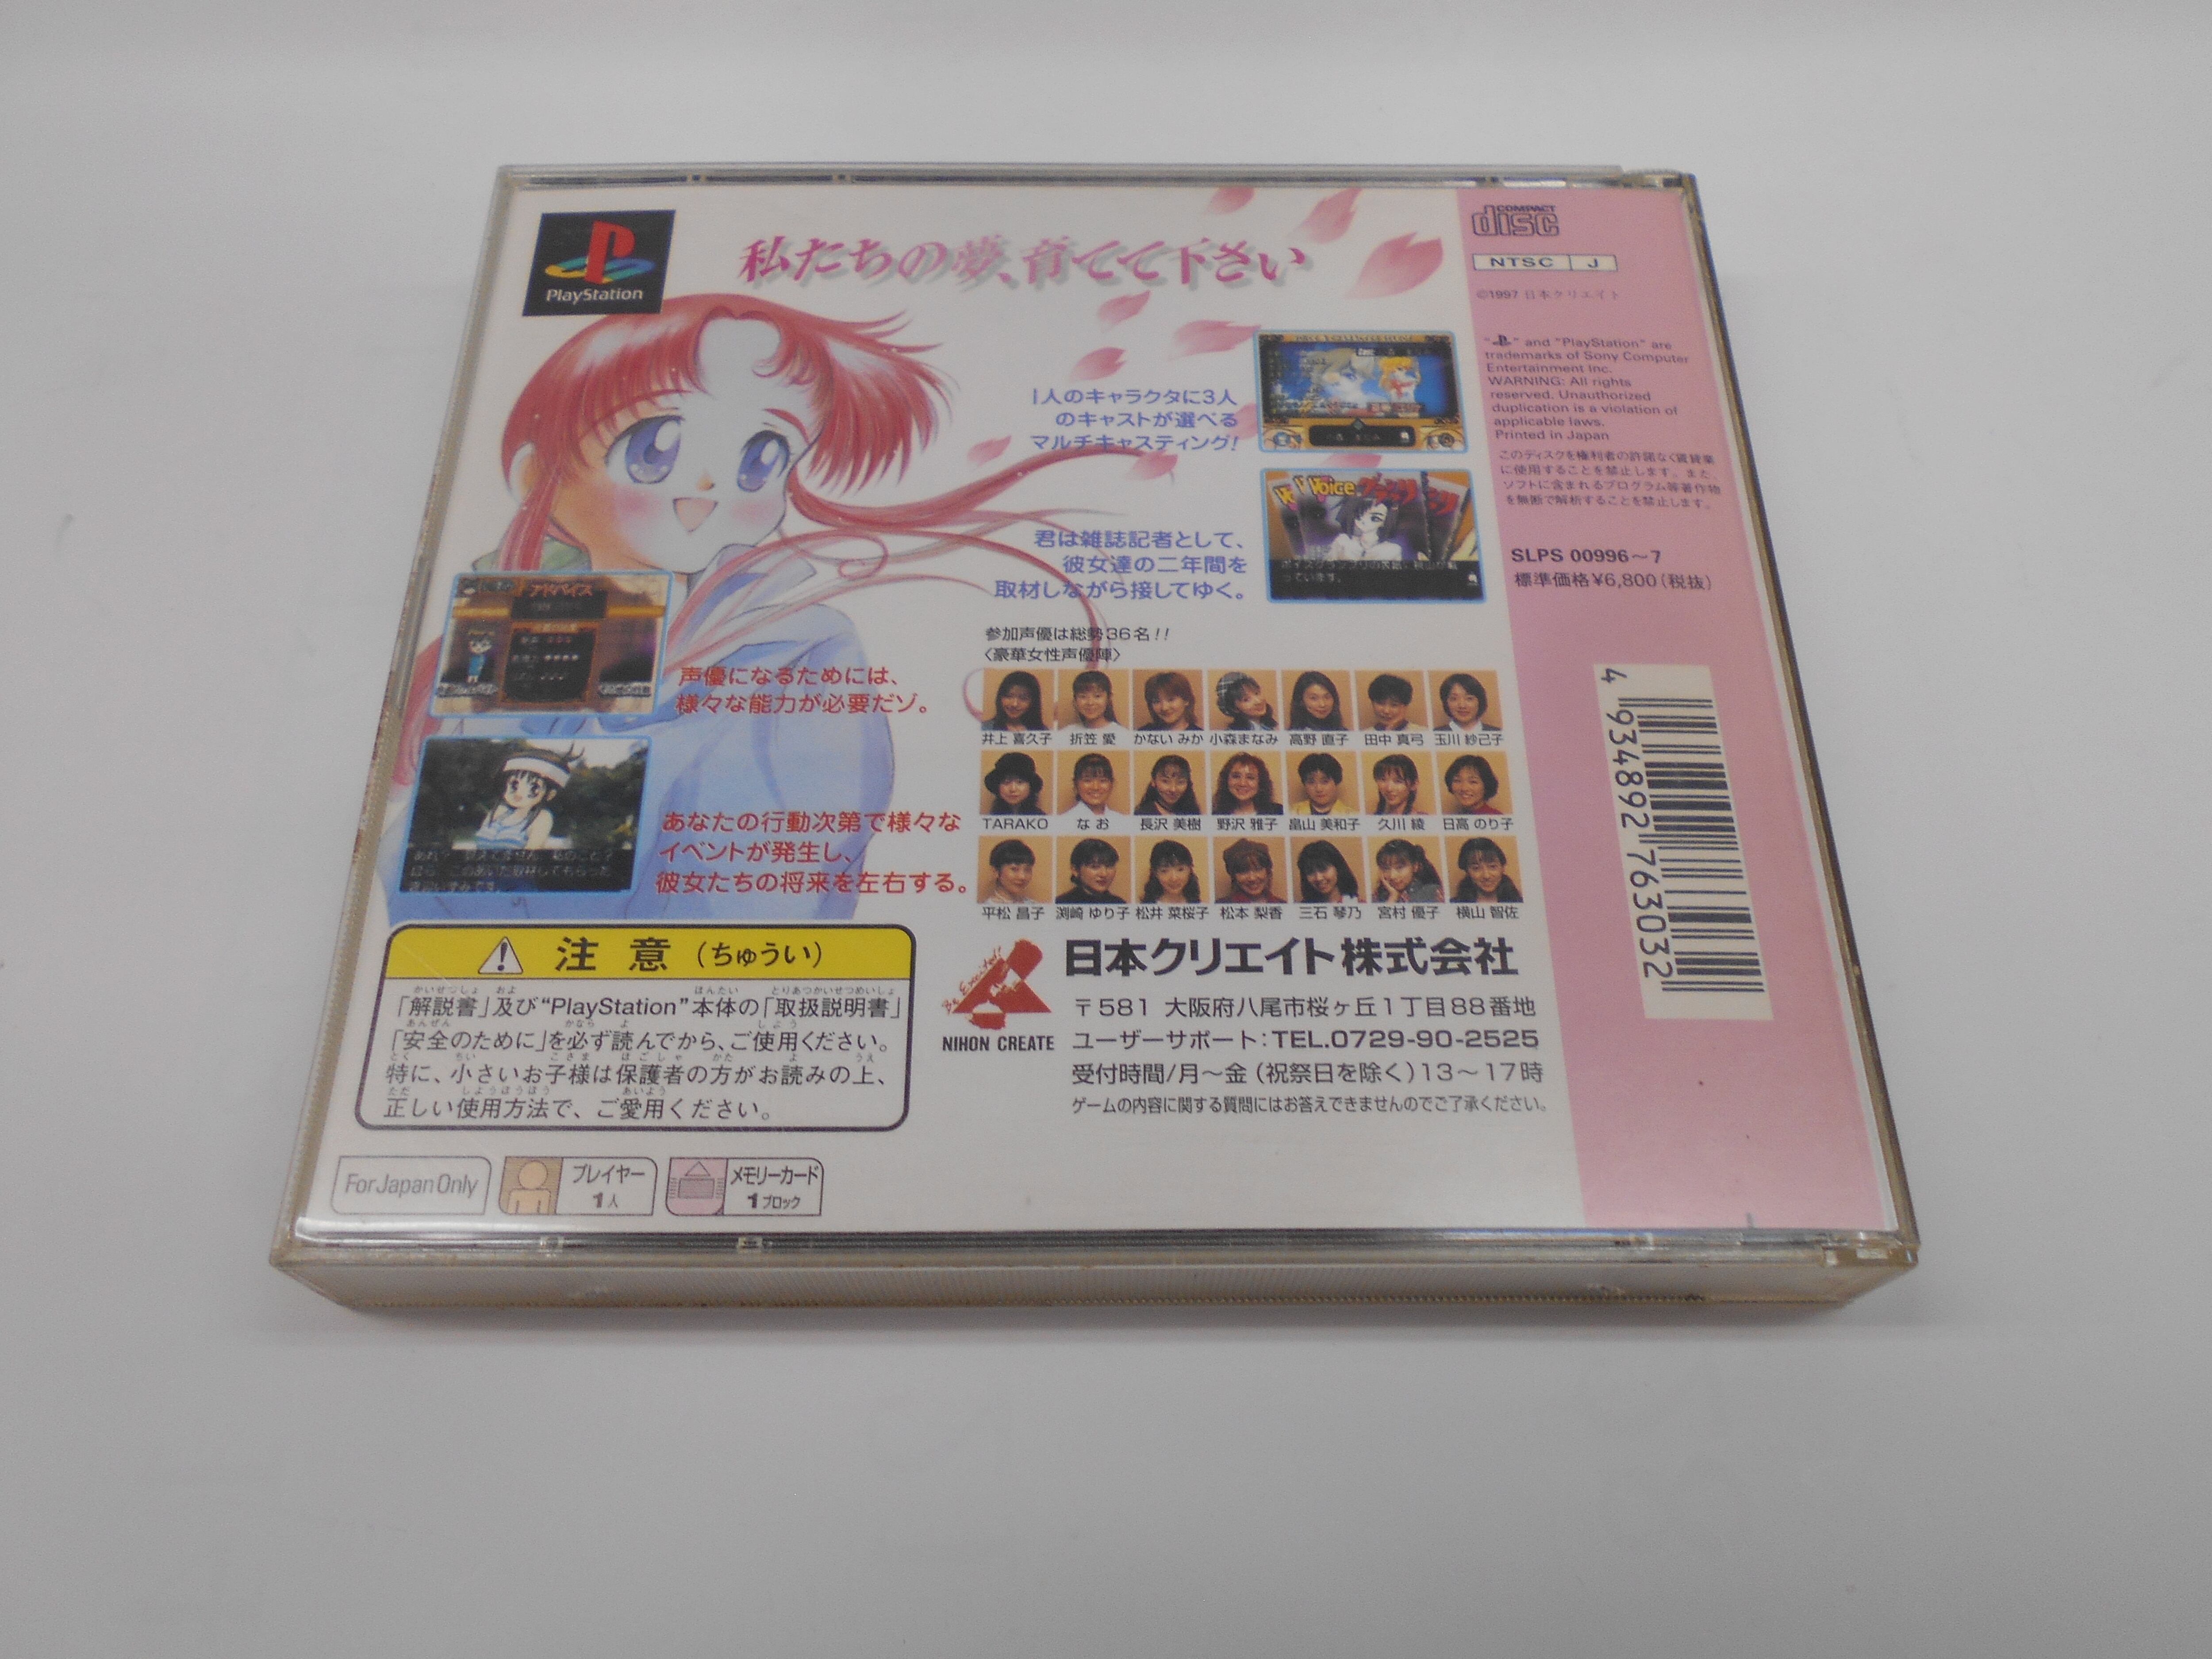 PlayStation
私たちの夢、育てて下さい
1人のキャラクタに3人
のキャストが選べる
マルチキャスティング!
君は雑誌記者として、
彼女達の二年間を
取材しながら接してゆく。
Voice
アドバイス
声優になるためには、
様々な能力が必要だゾ。
あなたの行動次第で様々な
イベントが発生し、
彼女たちの将来を左右する。
参加声優は総勢36名!!
〈豪華女性声優陣〉
井上 喜久子 折笠 愛 かない みか 小森まなみ 高野 直子 田中 真弓 玉川 紗己子
TARAKO なお 長沢 美樹 野沢 雅子 畠山 美和子 久川 綾 日高 のり子
平松 晶子 渕崎 ゆり子 松井 菜桜子 松本 梨香 三石 琴乃 宮村 優子 横山 智佐
注意(ちゅうい)
「解説書」及び“PlayStation”本体の「取扱説明書」
「安全のために」を必ず読んでから、ご使用ください。
特に、小さいお子様は保護者の方がお読みの上、
正しい使用方法で、ご愛用ください。
NIHON CREATE
日本クリエイト株式会社
〒581 大阪府八尾市桜ヶ丘1丁目88番地
ユーザーサポート:TEL.0729-90-2525
受付時間/月〜金(祝祭日を除く)13〜17時
ゲームの内容に関する質問にはお答えできませんのでご了承ください。
For Japan Only
プレイヤー
1人
メモリーカード
1ブロック
COMPACT
disc
NTSC J
©1997 日本クリエイト
" " and "PlayStation" are
trademarks of Sony Computer
Entertainment Inc.
WARNING: All rights
reserved. Unauthorized
duplication is a violation of
applicable laws.
Printed in Japan
このディスクを権利者の許諾なく賃貸業
に使用することを禁止します。また、
ソフトに含まれるプログラム等著作物
を無断で解析することを禁止します。
SLPS 00996〜7
標準価格¥6,800(税抜)
4 934892 763032